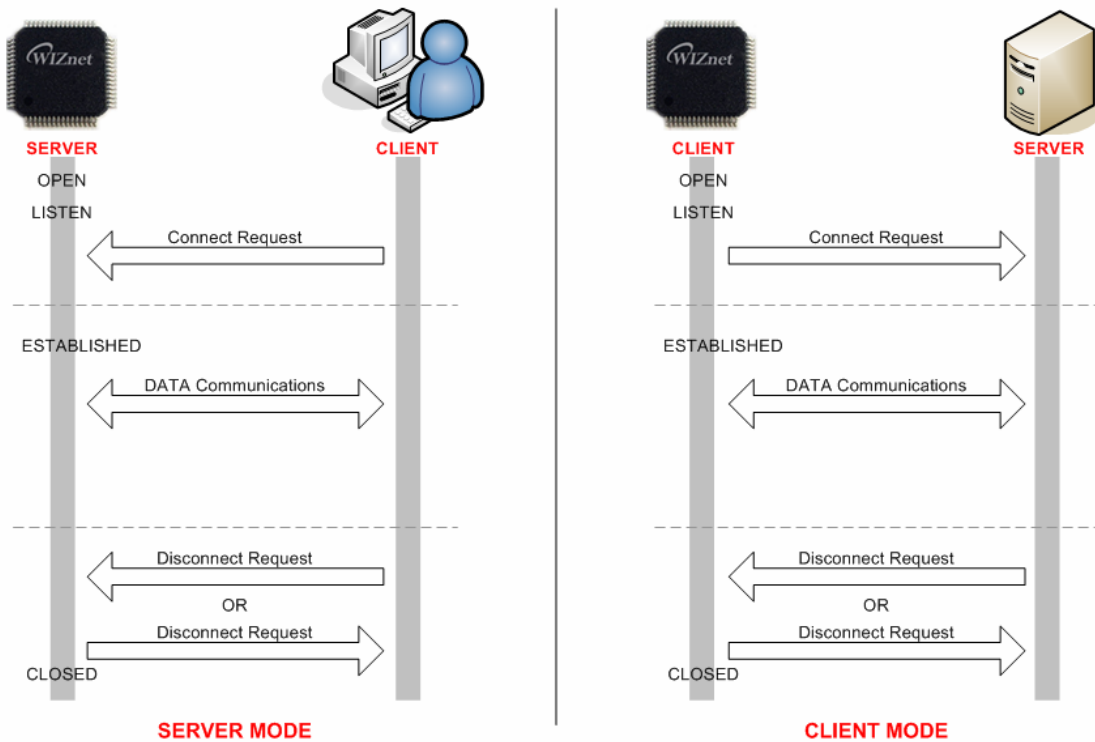 WIZnet
SERVER
CLIENT
OPEN
LISTEN
Connect Request
ESTABLISHED
DATA Communications
Disconnect Request
OR
Disconnect Request
CLOSED
SERVER MODE
WIZnet
CLIENT
SERVER
OPEN
LISTEN
Connect Request
ESTABLISHED
DATA Communications
Disconnect Request
OR
Disconnect Request
CLOSED
CLIENT MODE